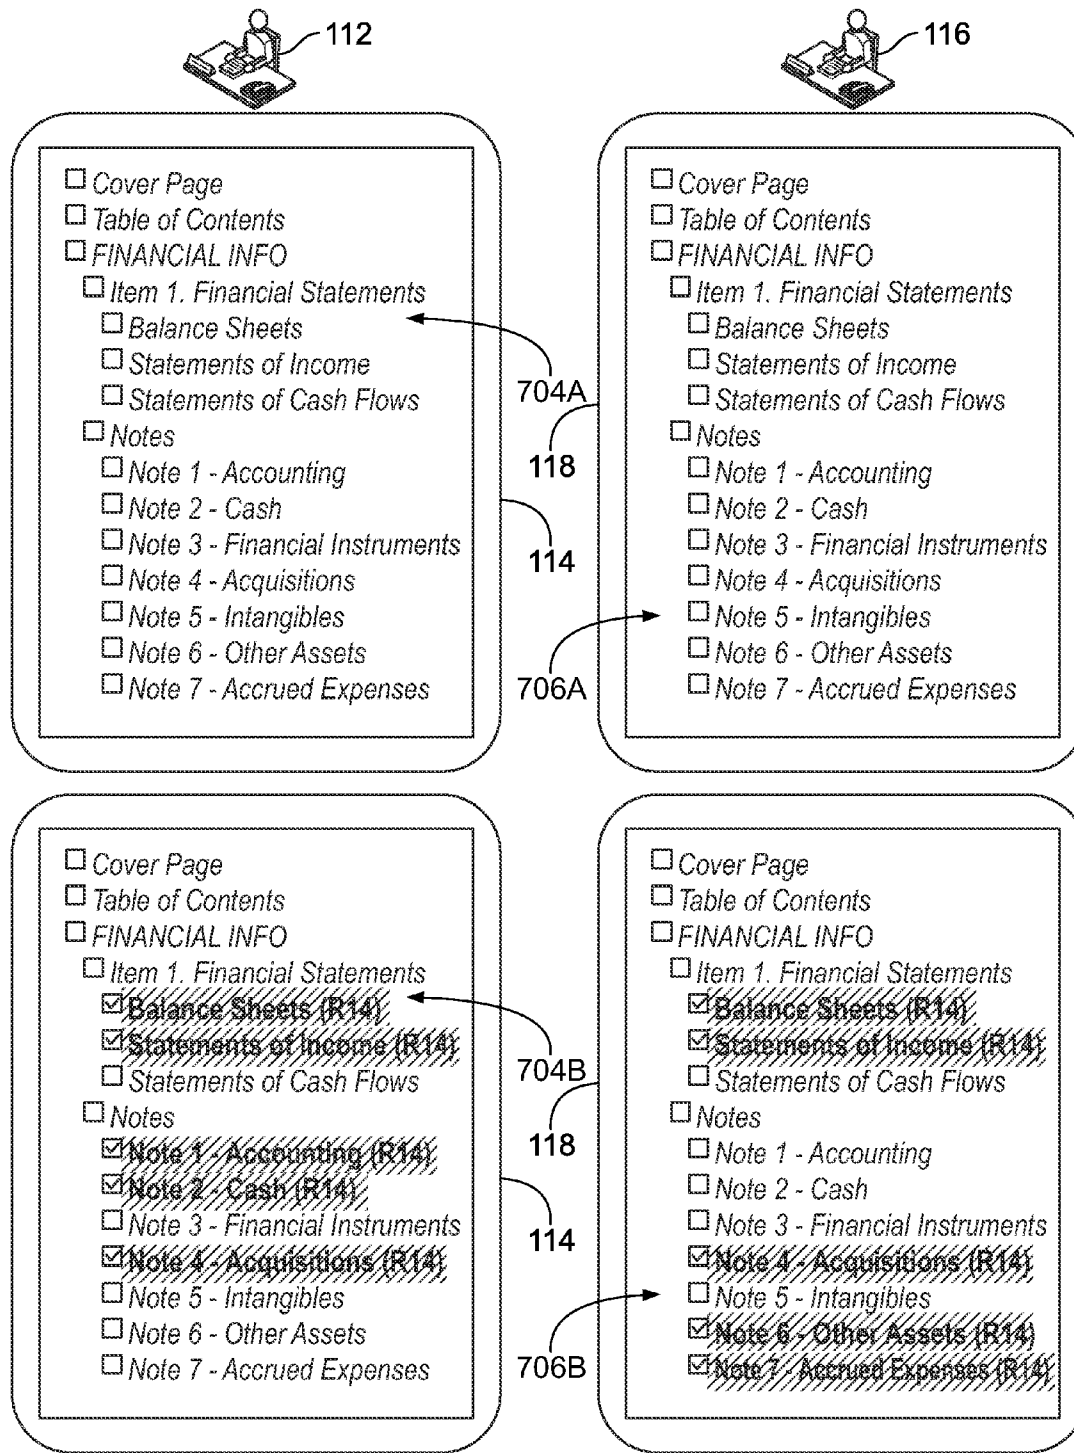 112
116
☐ Cover Page
☐ Table of Contents
☐ FINANCIAL INFO
☐ Item 1. Financial Statements
☐ Balance Sheets
☐ Statements of Income
☐ Statements of Cash Flows
☐ Notes
☐ Note 1 - Accounting
☐ Note 2 - Cash
☐ Note 3 - Financial Instruments
☐ Note 4 - Acquisitions
☐ Note 5 - Intangibles
☐ Note 6 - Other Assets
☐ Note 7 - Accrued Expenses
704A
118
114
706A
☐ Cover Page
☐ Table of Contents
☐ FINANCIAL INFO
☐ Item 1. Financial Statements
☐ Balance Sheets
☐ Statements of Income
☐ Statements of Cash Flows
☐ Notes
☐ Note 1 - Accounting
☐ Note 2 - Cash
☐ Note 3 - Financial Instruments
☐ Note 4 - Acquisitions
☐ Note 5 - Intangibles
☐ Note 6 - Other Assets
☐ Note 7 - Accrued Expenses
☐ Cover Page
☐ Table of Contents
☐ FINANCIAL INFO
☐ Item 1. Financial Statements
☑ Balance Sheets (R14)
☑ Statements of Income (R14)
☐ Statements of Cash Flows
☐ Notes
☑ Note 1 - Accounting (R14)
☑ Note 2 - Cash (R14)
☐ Note 3 - Financial Instruments
☑ Note 4 - Acquisitions (R14)
☐ Note 5 - Intangibles
☐ Note 6 - Other Assets
☐ Note 7 - Accrued Expenses
704B
118
114
706B
☐ Cover Page
☐ Table of Contents
☐ FINANCIAL INFO
☐ Item 1. Financial Statements
☑ Balance Sheets (R14)
☑ Statements of Income (R14)
☐ Statements of Cash Flows
☐ Notes
☐ Note 1 - Accounting
☐ Note 2 - Cash
☐ Note 3 - Financial Instruments
☑ Note 4 - Acquisitions (R14)
☐ Note 5 - Intangibles
☑ Note 6 - Other Assets (R14)
☑ Note 7 - Accrued Expenses (R14)